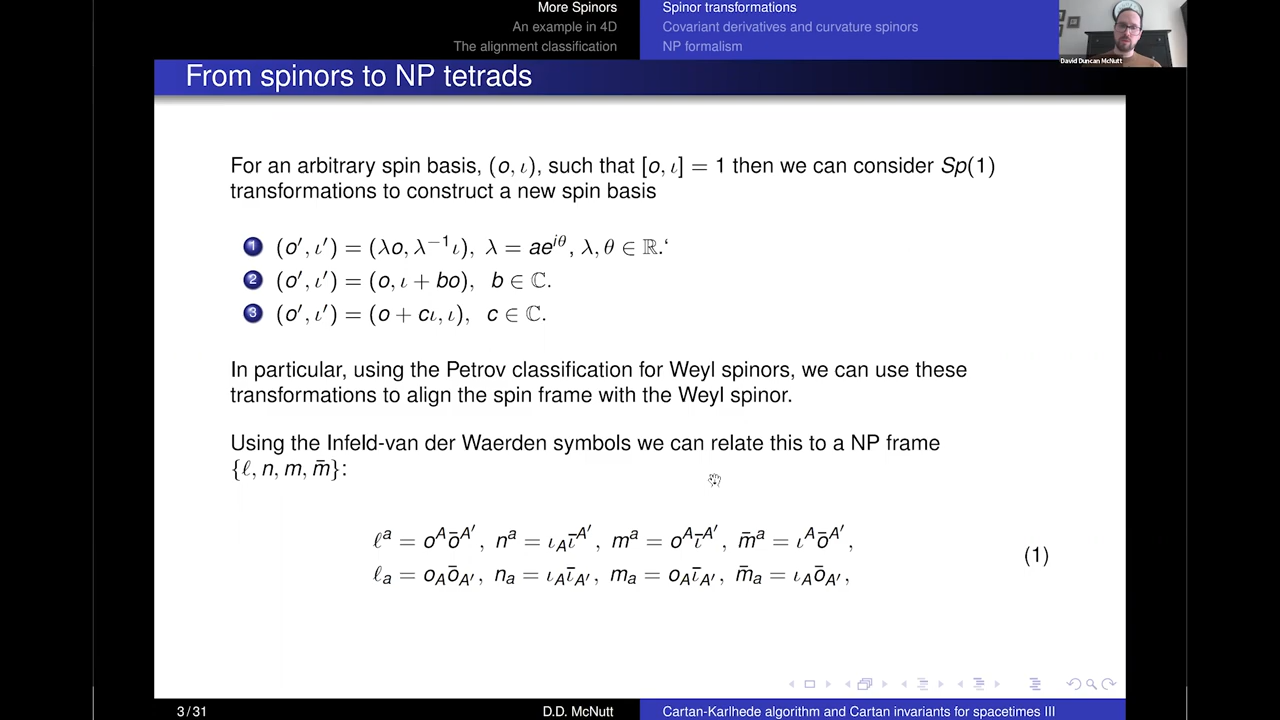 More Spinors
An example in 4D
The alignment classification
Spinor transformations
Covariant derivatives and curvature spinors
NP formalism
David Duncan McNutt
From spinors to NP tetrads
For an arbitrary spin basis, (o, ι), such that [o, ι] = 1 then we can consider Sp(1)
transformations to construct a new spin basis
1 (o′, ι′) = (λo, λ⁻¹ι), λ = ae^{iθ}, λ, θ ∈ ℝ.‘
2 (o′, ι′) = (o, ι + bo), b ∈ ℂ.
3 (o′, ι′) = (o + cι, ι), c ∈ ℂ.
In particular, using the Petrov classification for Weyl spinors, we can use these
transformations to align the spin frame with the Weyl spinor.
Using the Infeld-van der Waerden symbols we can relate this to a NP frame
{ℓ, n, m, m̄}:
ℓ^a = o^A ō^{A′}, n^a = ι_A ῑ^{A′}, m^a = o^A ῑ^{A′}, m̄^a = ι^A ō^{A′},
ℓ_a = o_A ō_{A′}, n_a = ι_A ῑ_{A′}, m_a = o_A ῑ_{A′}, m̄_a = ι_A ō_{A′},
(1)
3 / 31
D.D. McNutt
Cartan-Karlhede algorithm and Cartan invariants for spacetimes III